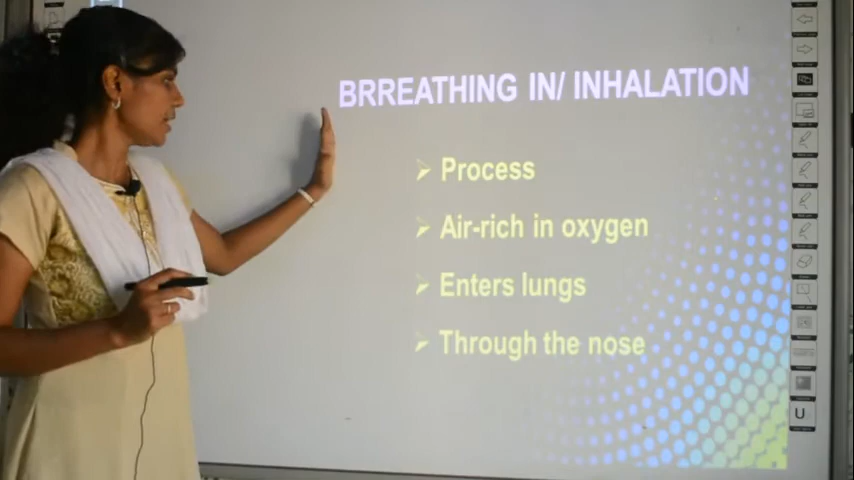 BRREATHING IN/ INHALATION
Process
Air-rich in oxygen
Enters lungs
Through the nose
U